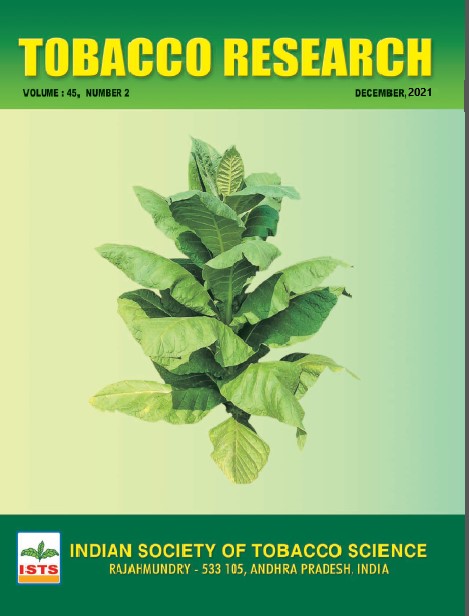 TOBACCO RESEARCH
VOLUME : 45, NUMBER 2
DECEMBER, 2021
ISTS
INDIAN SOCIETY OF TOBACCO SCIENCE
RAJAHMUNDRY - 533 105, ANDHRA PRADESH. INDIA